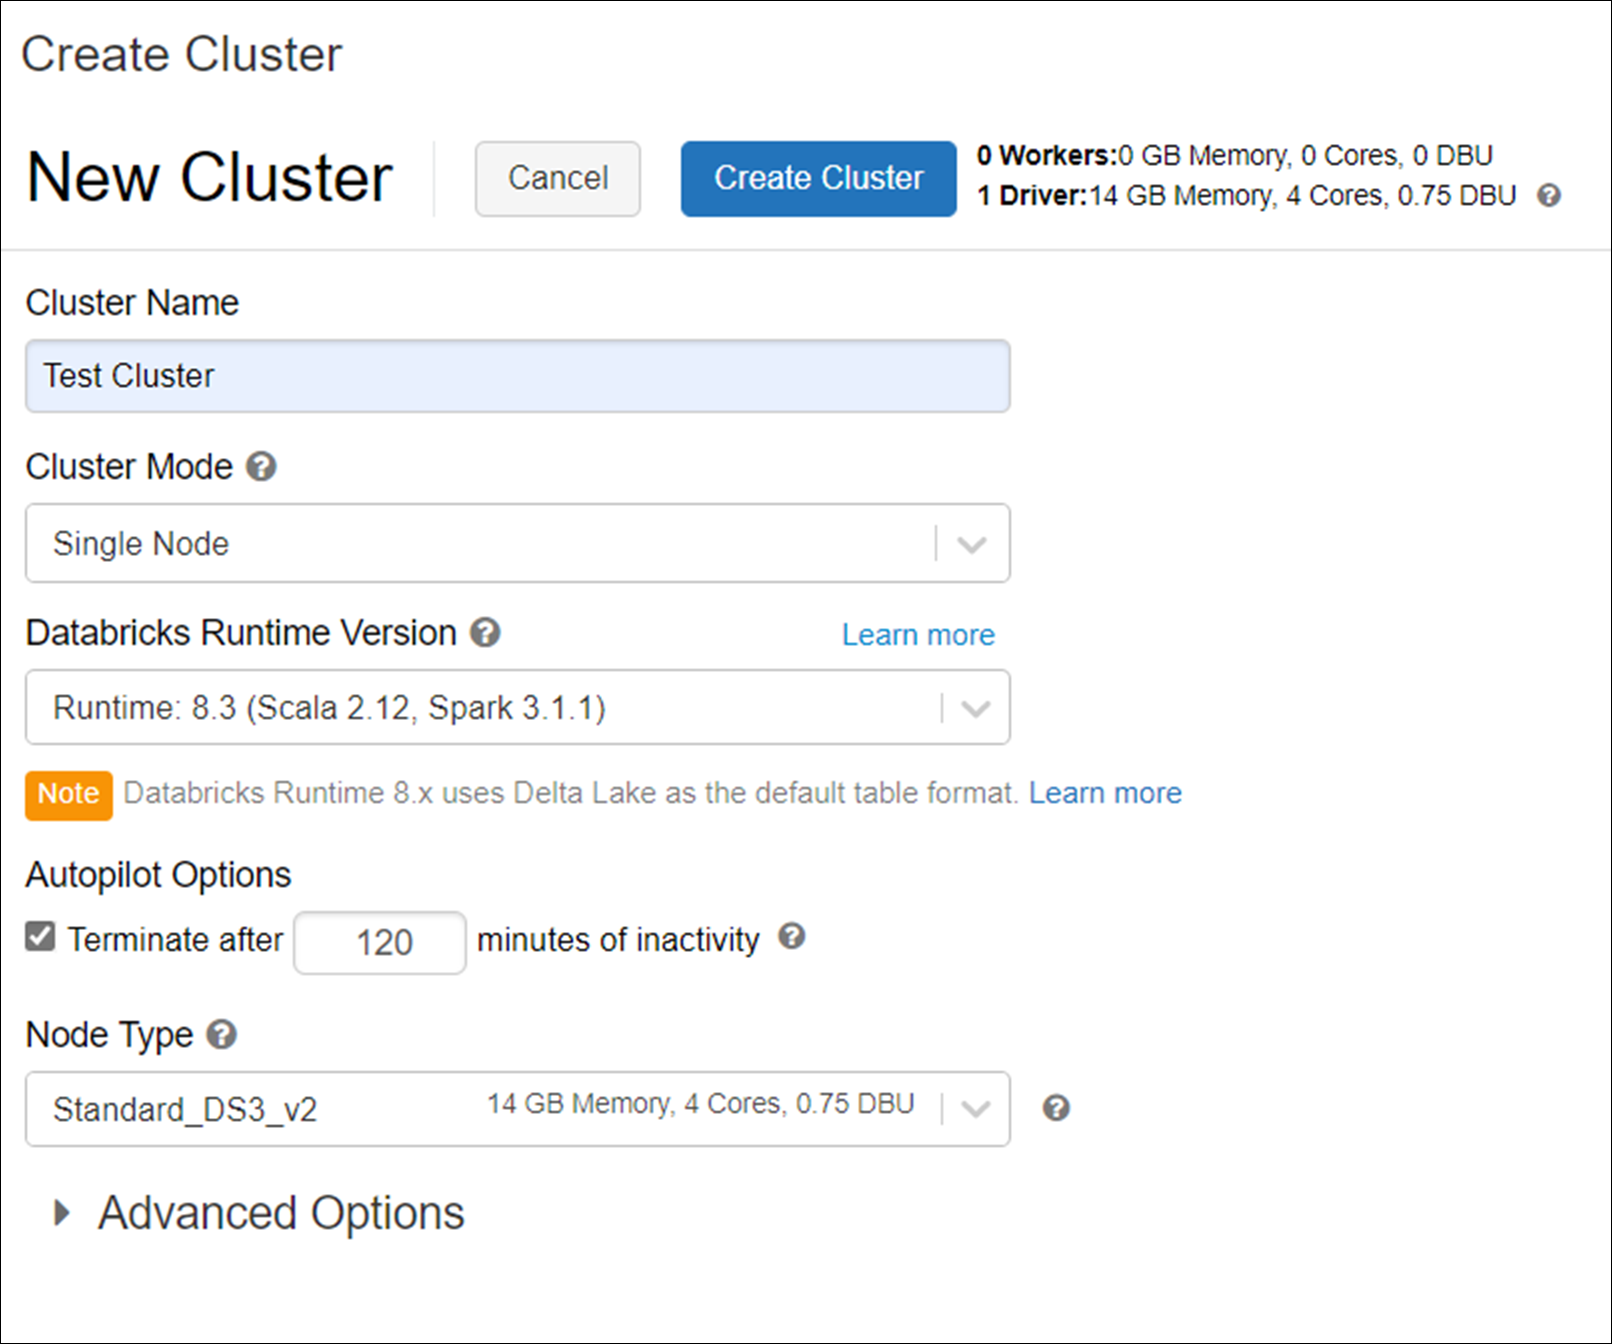 Create Cluster
New Cluster
Cancel
Create Cluster
0 Workers:0 GB Memory, 0 Cores, 0 DBU
1 Driver:14 GB Memory, 4 Cores, 0.75 DBU ?
Cluster Name
Test Cluster
Cluster Mode ?
Single Node
Databricks Runtime Version ? Learn more
Runtime: 8.3 (Scala 2.12, Spark 3.1.1)
Note Databricks Runtime 8.x uses Delta Lake as the default table format. Learn more
Autopilot Options
Terminate after 120 minutes of inactivity ?
Node Type ?
Standard_DS3_v2 14 GB Memory, 4 Cores, 0.75 DBU ?
Advanced Options